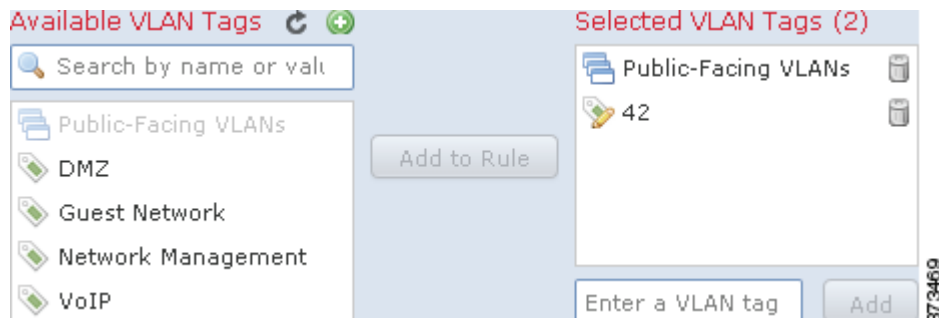 Available VLAN Tags
Search by name or valu
Public-Facing VLANs
DMZ
Guest Network
Network Management
VoIP
Add to Rule
Selected VLAN Tags (2)
Public-Facing VLANs
42
Enter a VLAN tag
Add
373469